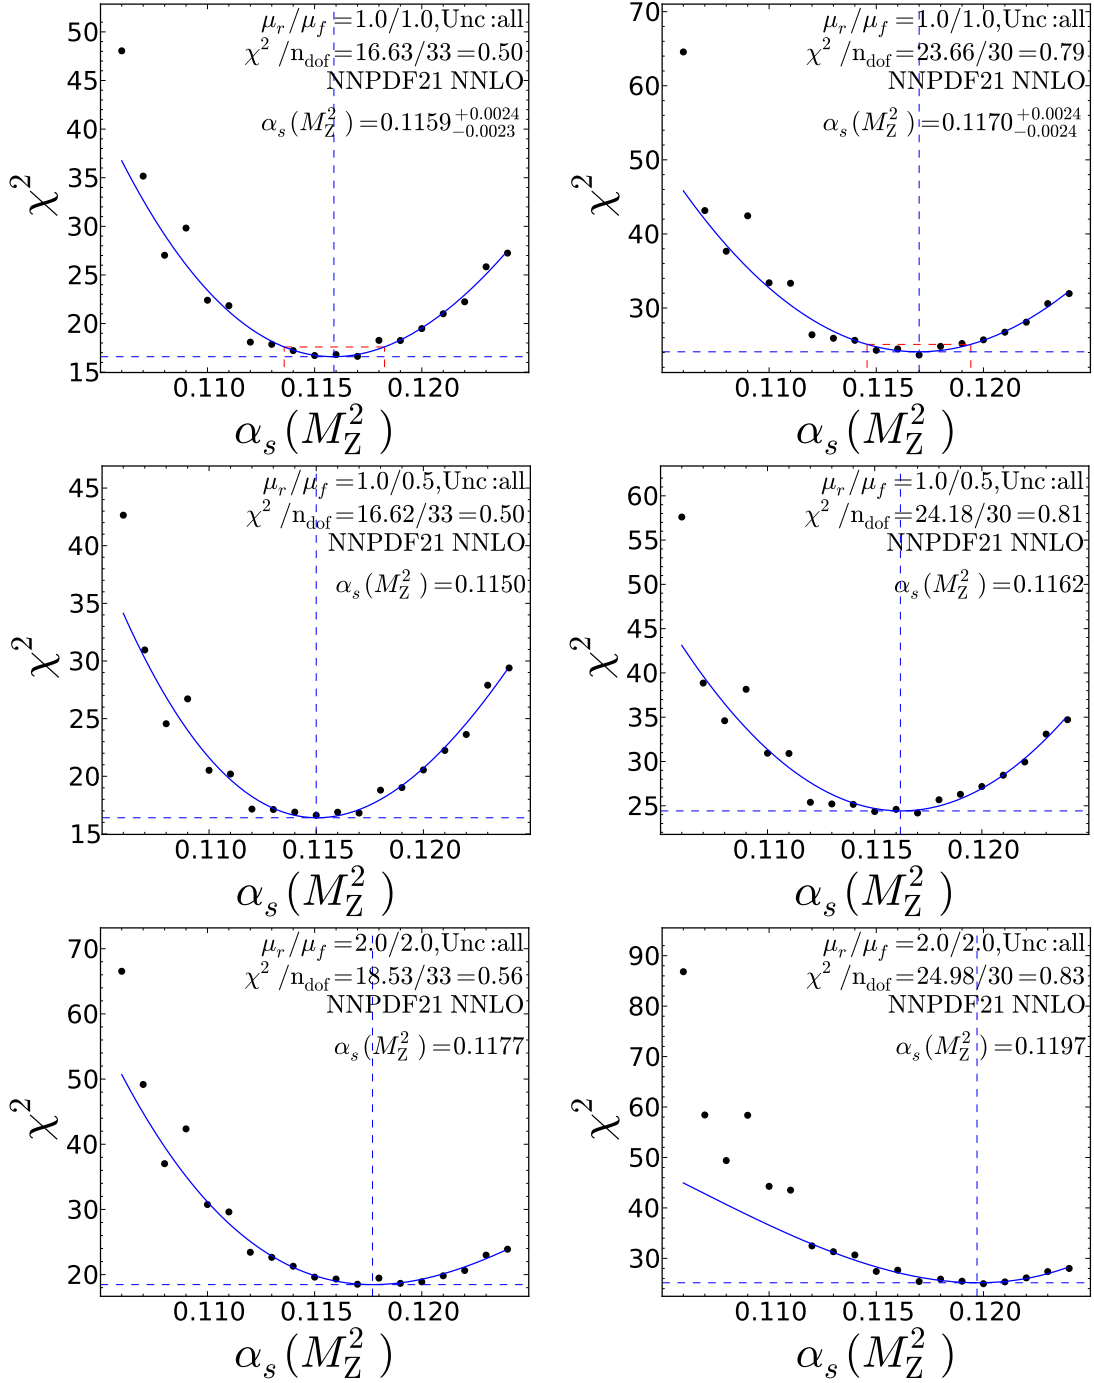 μr/μf=1.0/1.0,Unc:all
χ²/ndof=16.63/33=0.50
NNPDF21 NNLO
αs(M²Z)=0.1159+0.0024−0.0023
50
45
40
35
30
25
20
15
χ²
0.110 0.115 0.120
αs(M²Z)
μr/μf=1.0/1.0,Unc:all
χ²/ndof=23.66/30=0.79
NNPDF21 NNLO
αs(M²Z)=0.1170+0.0024−0.0024
70
60
50
40
30
χ²
0.110 0.115 0.120
αs(M²Z)
μr/μf=1.0/0.5,Unc:all
χ²/ndof=16.62/33=0.50
NNPDF21 NNLO
αs(M²Z)=0.1150
45
40
35
30
25
20
15
χ²
0.110 0.115 0.120
αs(M²Z)
μr/μf=1.0/0.5,Unc:all
χ²/ndof=24.18/30=0.81
NNPDF21 NNLO
αs(M²Z)=0.1162
60
55
50
45
40
35
30
25
χ²
0.110 0.115 0.120
αs(M²Z)
μr/μf=2.0/2.0,Unc:all
χ²/ndof=18.53/33=0.56
NNPDF21 NNLO
αs(M²Z)=0.1177
70
60
50
40
30
20
χ²
0.110 0.115 0.120
αs(M²Z)
μr/μf=2.0/2.0,Unc:all
χ²/ndof=24.98/30=0.83
NNPDF21 NNLO
αs(M²Z)=0.1197
90
80
70
60
50
40
30
χ²
0.110 0.115 0.120
αs(M²Z)